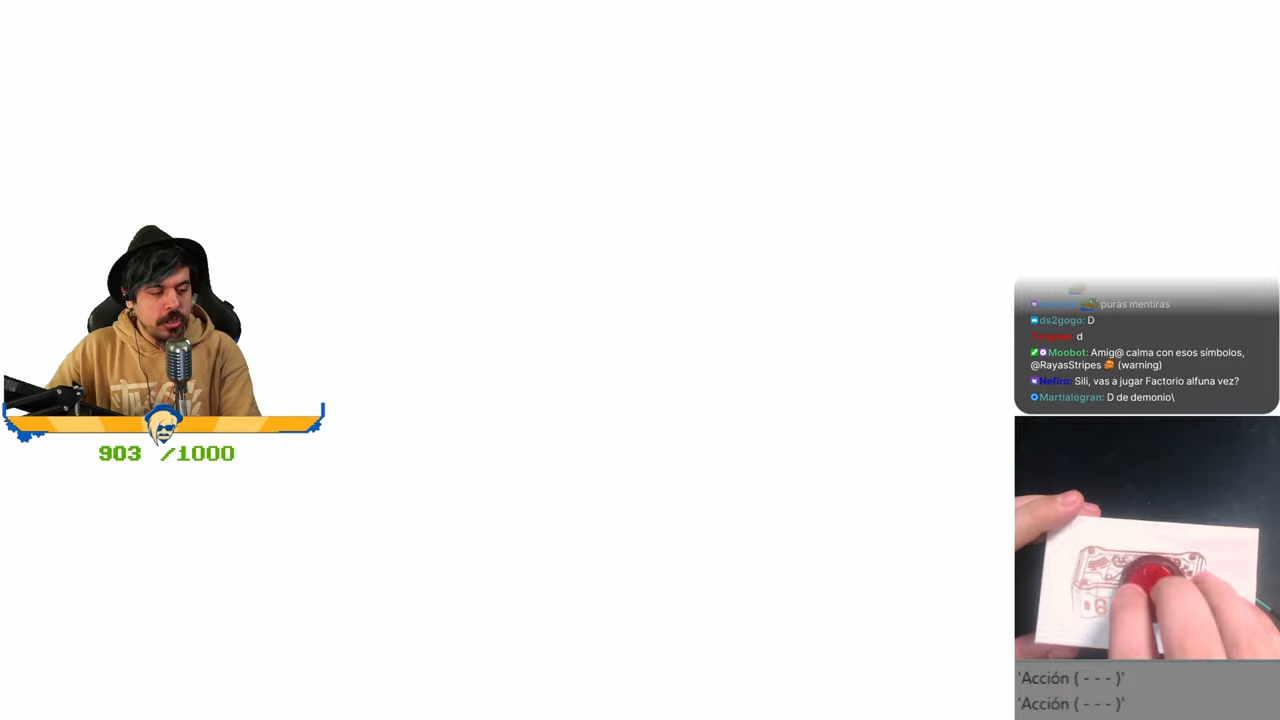 puras mentiras
ds2gogo: D
d
Moobot: Amig@ calma con esos símbolos,
@RayasStripes (warning)
Nefiro: Sili, vas a jugar Factorio alfuna vez?
Martialogran: D de demonio\
903 /1000
'Acción ( - - - )'
'Acción ( - - - )'